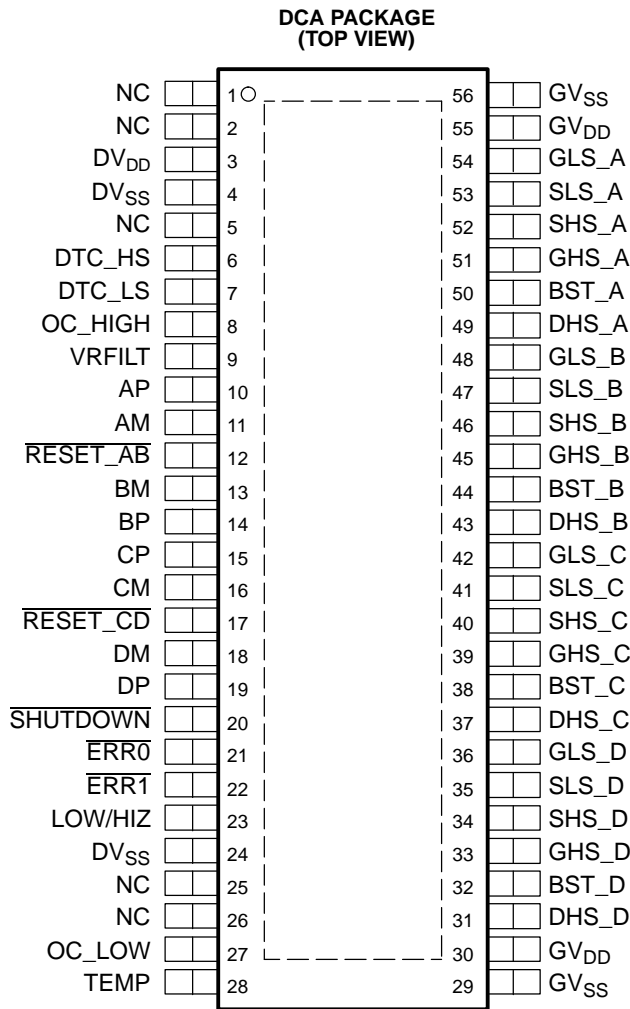 DCA PACKAGE
(TOP VIEW)
NC 1 56 GVSS
NC 2 55 GVDD
DVDD 3 54 GLS_A
DVSS 4 53 SLS_A
NC 5 52 SHS_A
DTC_HS 6 51 GHS_A
DTC_LS 7 50 BST_A
OC_HIGH 8 49 DHS_A
VRFILT 9 48 GLS_B
AP 10 47 SLS_B
AM 11 46 SHS_B
RESET_AB 12 45 GHS_B
BM 13 44 BST_B
BP 14 43 DHS_B
CP 15 42 GLS_C
CM 16 41 SLS_C
RESET_CD 17 40 SHS_C
DM 18 39 GHS_C
DP 19 38 BST_C
SHUTDOWN 20 37 DHS_C
ERR0 21 36 GLS_D
ERR1 22 35 SLS_D
LOW/HIZ 23 34 SHS_D
DVSS 24 33 GHS_D
NC 25 32 BST_D
NC 26 31 DHS_D
OC_LOW 27 30 GVDD
TEMP 28 29 GVSS